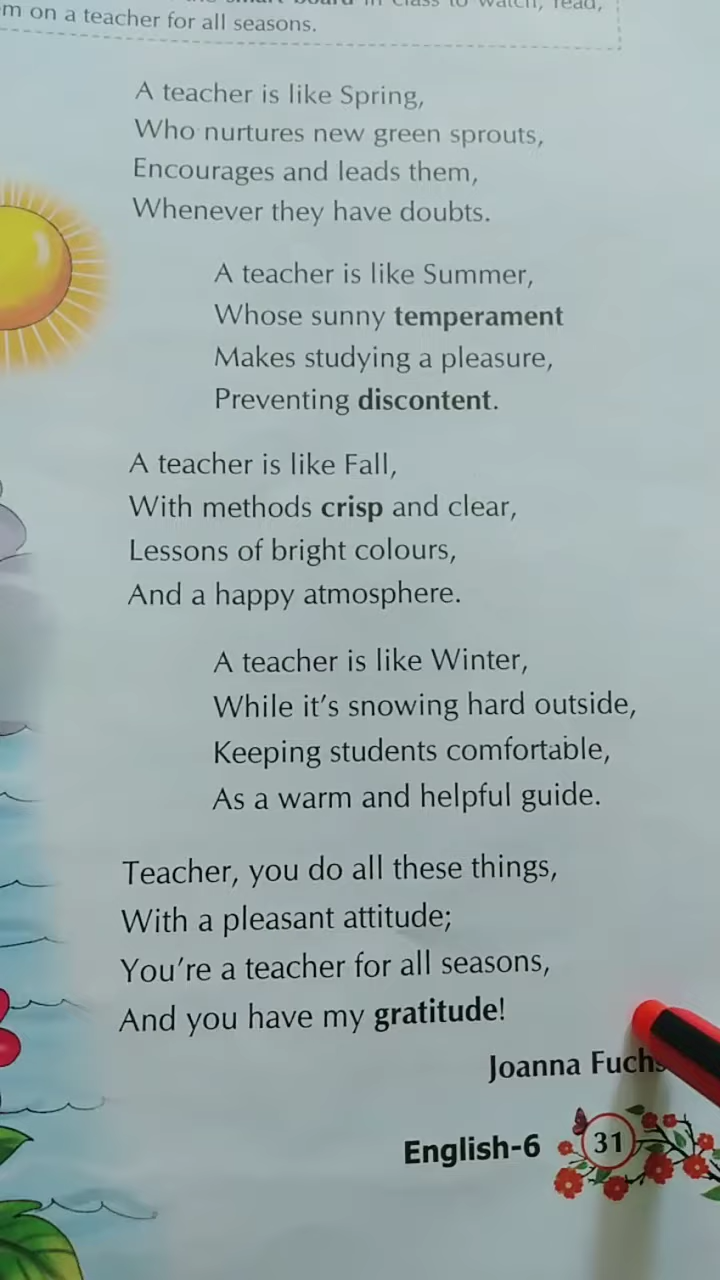 m on a teacher for all seasons.
A teacher is like Spring,
Who nurtures new green sprouts,
Encourages and leads them,
Whenever they have doubts.
A teacher is like Summer,
Whose sunny temperament
Makes studying a pleasure,
Preventing discontent.
A teacher is like Fall,
With methods crisp and clear,
Lessons of bright colours,
And a happy atmosphere.
A teacher is like Winter,
While it's snowing hard outside,
Keeping students comfortable,
As a warm and helpful guide.
Teacher, you do all these things,
With a pleasant attitude;
You're a teacher for all seasons,
And you have my gratitude!
Joanna Fuchs
English-6 31